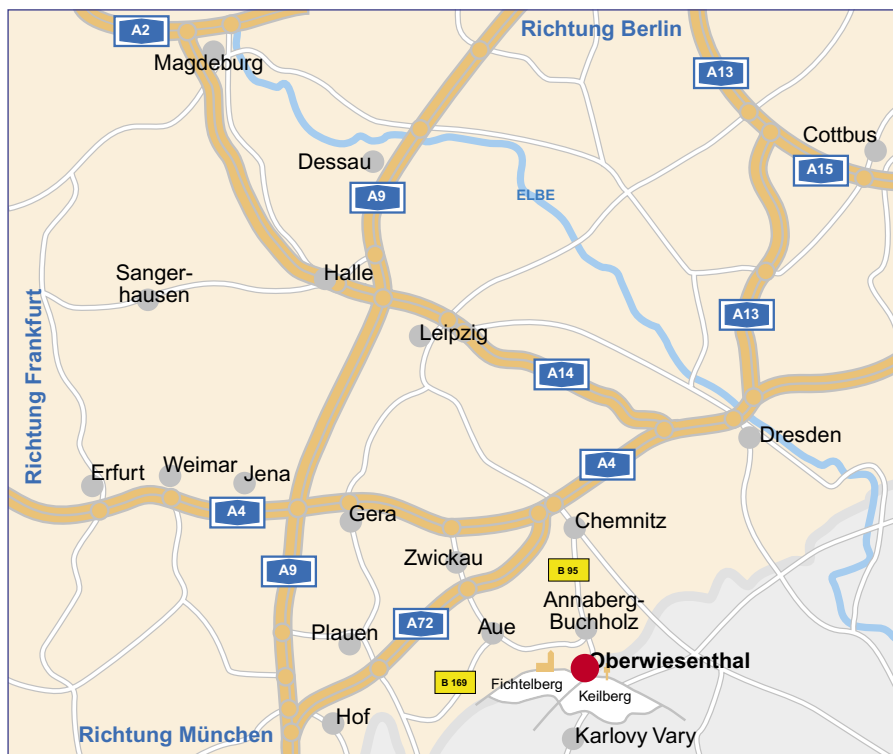 A2
Richtung Berlin
Magdeburg
A13
Cottbus
Dessau
A15
A9
ELBE
Sanger-
hausen
Halle
Richtung Frankfurt
A13
Leipzig
A14
Dresden
Erfurt
Weimar
Jena
A4
A4
Gera
Chemnitz
Zwickau
A9
B 95
Annaberg-
Buchholz
A72
Plauen
Aue
Oberwiesenthal
B 169
Fichtelberg
Keilberg
Richtung München
Hof
Karlovy Vary